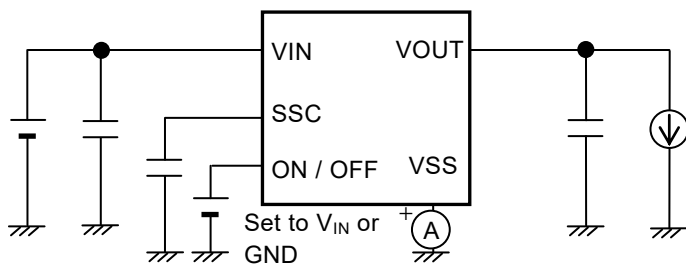 VIN
VOUT
SSC
ON / OFF
VSS
Set to VIN or
GND
+
A